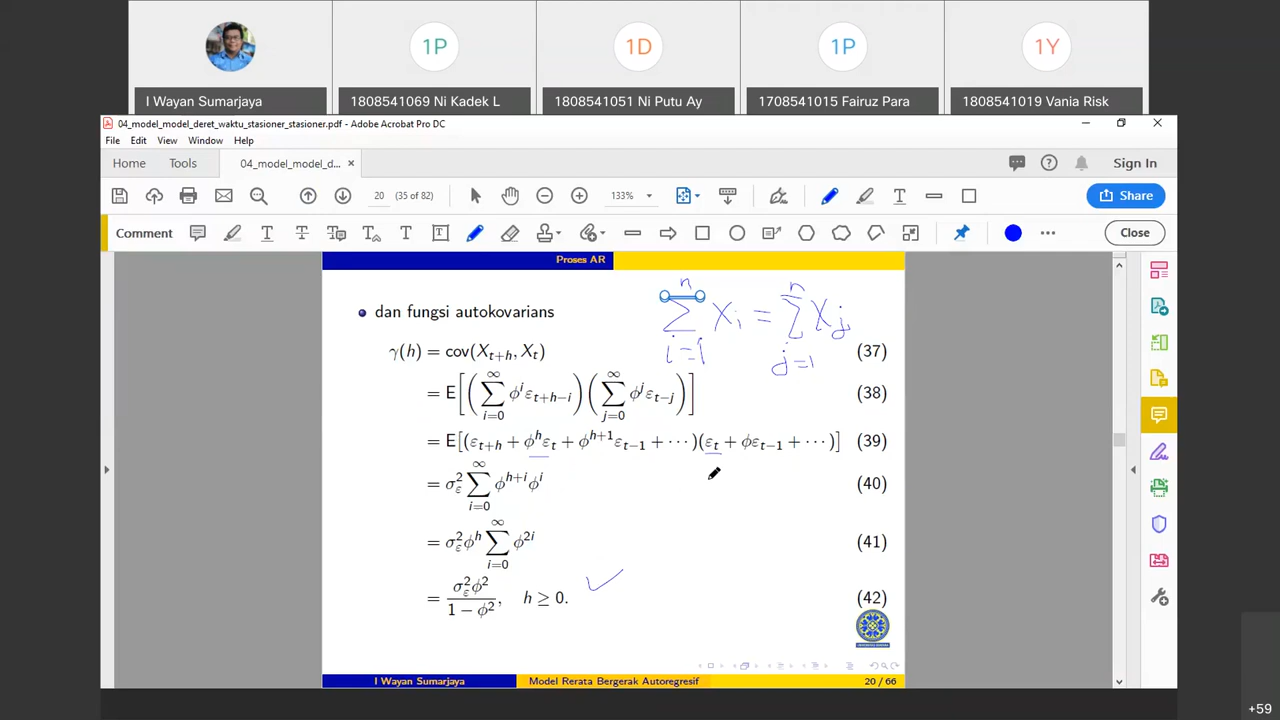 1P
1D
1P
1Y
I Wayan Sumarjaya
1808541069 Ni Kadek L
1808541051 Ni Putu Ay
1708541015 Fairuz Para
1808541019 Vania Risk
04_model_model_deret_waktu_stasioner_stasioner.pdf - Adobe Acrobat Pro DC
File Edit View Window Help
Home Tools 04_model_model_d... × Sign In
20 (35 of 82) 133% Share
Comment Close
Proses AR
dan fungsi autokovarians
∑_{i=1}^{n} X_i = ∑_{j=1}^{n} X_j
γ(h) = cov(X_{t+h}, X_t) (37)
= E[(∑_{i=0}^{∞} ϕ^i ε_{t+h−i})(∑_{j=0}^{∞} ϕ^j ε_{t−j})] (38)
= E[(ε_{t+h} + ϕ^h ε_t + ϕ^{h+1} ε_{t−1} + ⋯)(ε_t + ϕε_{t−1} + ⋯)] (39)
= σ_ε^2 ∑_{i=0}^{∞} ϕ^{h+i} ϕ^i (40)
= σ_ε^2 ϕ^h ∑_{i=0}^{∞} ϕ^{2i} (41)
= σ_ε^2 ϕ^2 / (1 − ϕ^2), h ≥ 0. (42)
I Wayan Sumarjaya Model Rerata Bergerak Autoregresif 20 / 66
+59